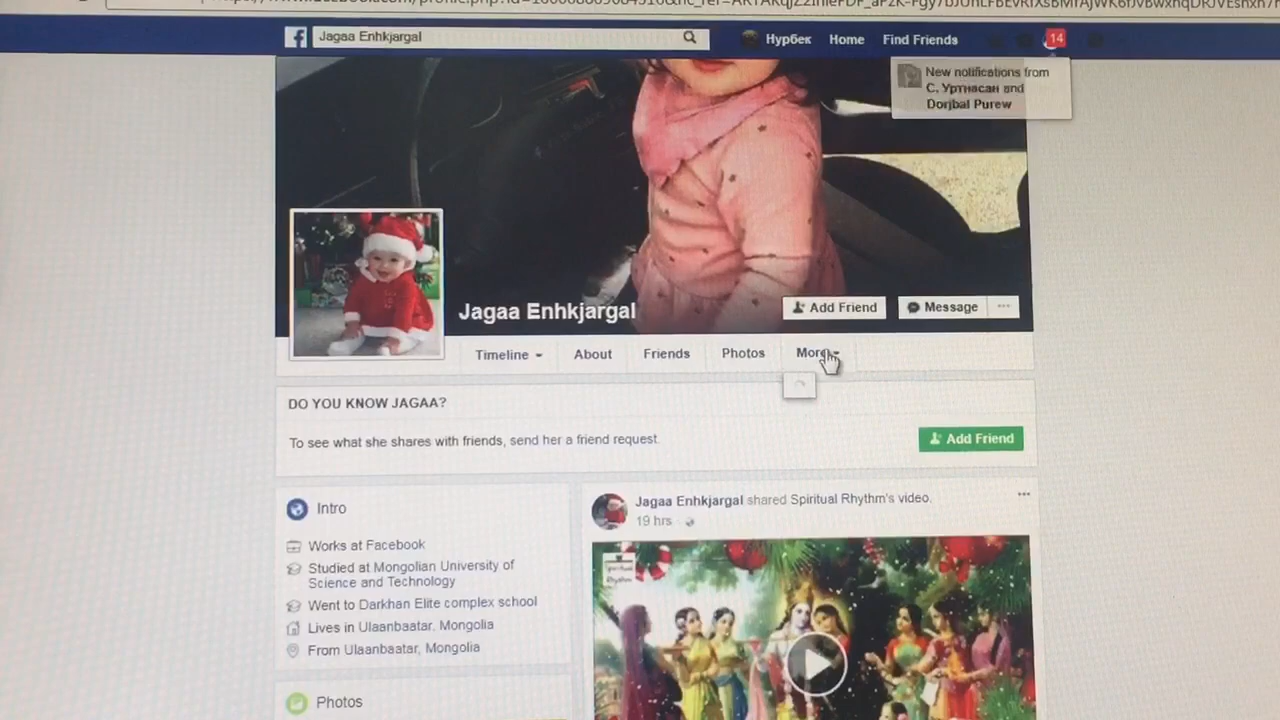 Jagaa Enhkjargal
Нурбек
Home
Find Friends
14
New notifications from
С. Уртнасан and
Dorjbal Purew
Jagaa Enhkjargal
Add Friend
Message
Timeline
About
Friends
Photos
More
DO YOU KNOW JAGAA?
To see what she shares with friends, send her a friend request.
Add Friend
Intro
Works at Facebook
Studied at Mongolian University of
Science and Technology
Went to Darkhan Elite complex school
Lives in Ulaanbaatar, Mongolia
From Ulaanbaatar, Mongolia
Photos
Jagaa Enhkjargal shared Spiritual Rhythm's video.
19 hrs
Spiritual
Rhythm